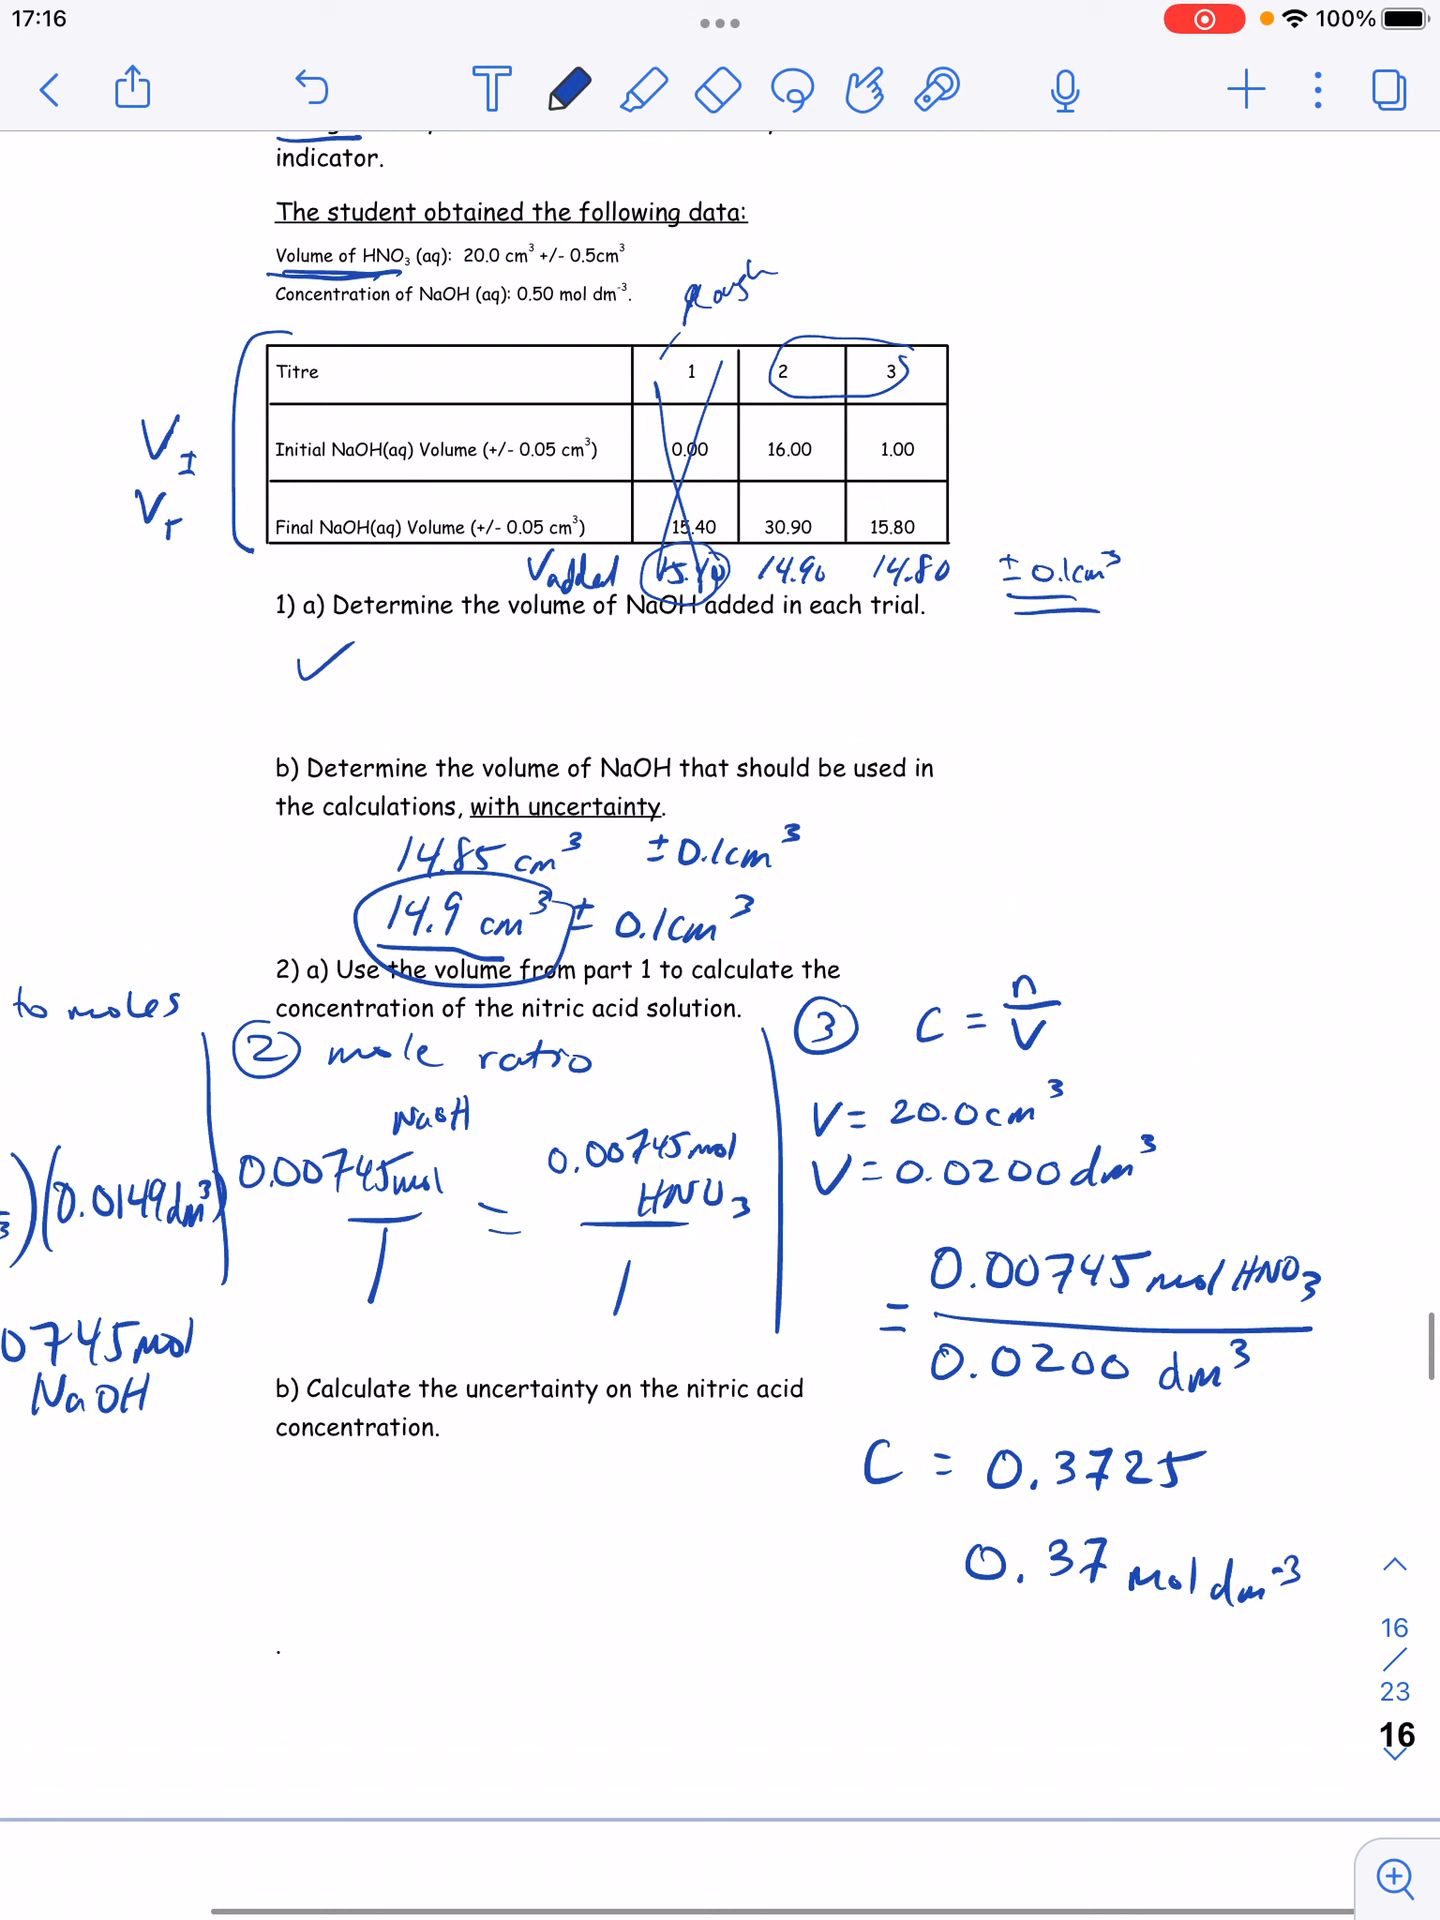 17:16
100%
indicator.
The student obtained the following data:
Volume of HNO₃ (aq): 20.0 cm³ +/- 0.5cm³
Concentration of NaOH (aq): 0.50 mol dm⁻³.
Rough
Titre 1 2 3
V_I
Initial NaOH(aq) Volume (+/- 0.05 cm³) 0.00 16.00 1.00
V_F
Final NaOH(aq) Volume (+/- 0.05 cm³) 15.40 30.90 15.80
Vadded 15.40 14.90 14.80 ± 0.1cm³
1) a) Determine the volume of NaOH added in each trial.
b) Determine the volume of NaOH that should be used in
the calculations, with uncertainty.
14.85 cm³ ± 0.1cm³
14.9 cm³ ± 0.1cm³
2) a) Use the volume from part 1 to calculate the
concentration of the nitric acid solution.
to moles
)(0.0149dm³)
0745mol
NaOH
② mole ratio
NaOH
0.00745mol
1
=
0.00745mol
HNO₃
1
③ C = n/V
V = 20.0cm³
V = 0.0200dm³
= 0.00745 mol HNO₃
0.0200 dm³
b) Calculate the uncertainty on the nitric acid
concentration.
C = 0.3725
0.37 mol dm⁻³
.
16
/
23
16